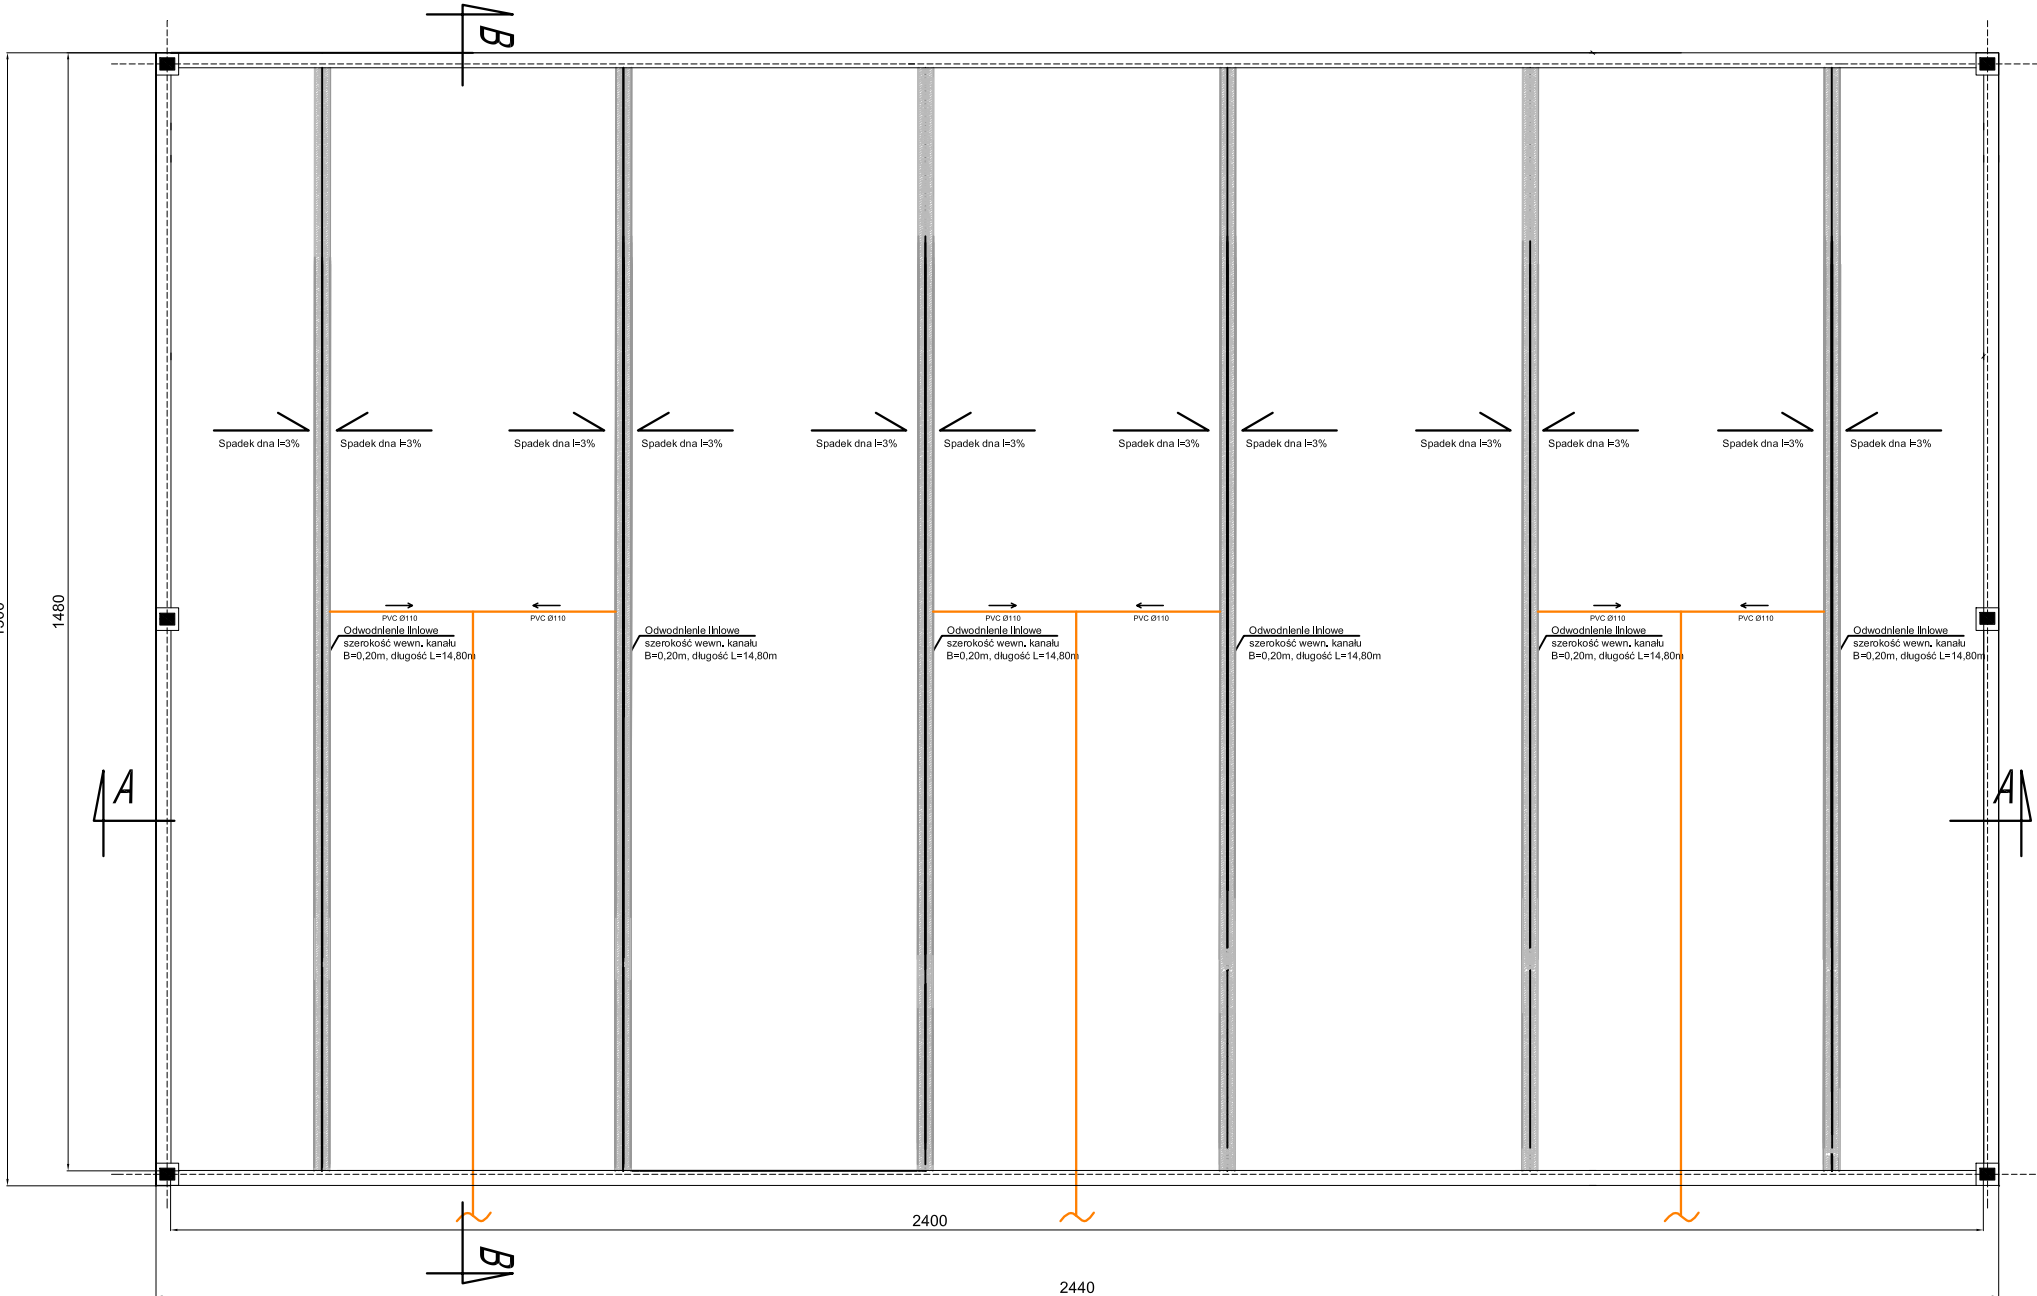 B
1480
Spadek dna I=3%
Spadek dna I=3%
Spadek dna I=3%
Spadek dna I=3%
Spadek dna I=3%
Spadek dna I=3%
Spadek dna I=3%
Spadek dna I=3%
Spadek dna I=3%
Spadek dna I=3%
Spadek dna I=3%
Spadek dna I=3%
PVC Ø110
PVC Ø110
PVC Ø110
PVC Ø110
PVC Ø110
PVC Ø110
Odwodnienie liniowe
szerokość wewn. kanału
B=0,20m, długość L=14,80m
Odwodnienie liniowe
szerokość wewn. kanału
B=0,20m, długość L=14,80m
Odwodnienie liniowe
szerokość wewn. kanału
B=0,20m, długość L=14,80m
Odwodnienie liniowe
szerokość wewn. kanału
B=0,20m, długość L=14,80m
Odwodnienie liniowe
szerokość wewn. kanału
B=0,20m, długość L=14,80m
Odwodnienie liniowe
szerokość wewn. kanału
B=0,20m, długość L=14,80m
A
A
2400
B
2440